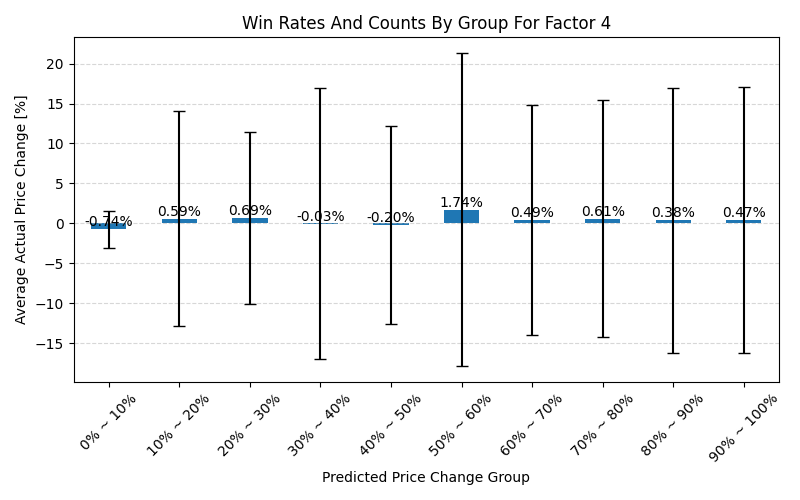 Win Rates And Counts By Group For Factor 4
Average Actual Price Change [%]
20
15
10
5
0
−5
−10
−15
-0.74%
0.59%
0.69%
-0.03%
-0.20%
1.74%
0.49%
0.61%
0.38%
0.47%
0% ~ 10%
10% ~ 20%
20% ~ 30%
30% ~ 40%
40% ~ 50%
50% ~ 60%
60% ~ 70%
70% ~ 80%
80% ~ 90%
90% ~ 100%
Predicted Price Change Group